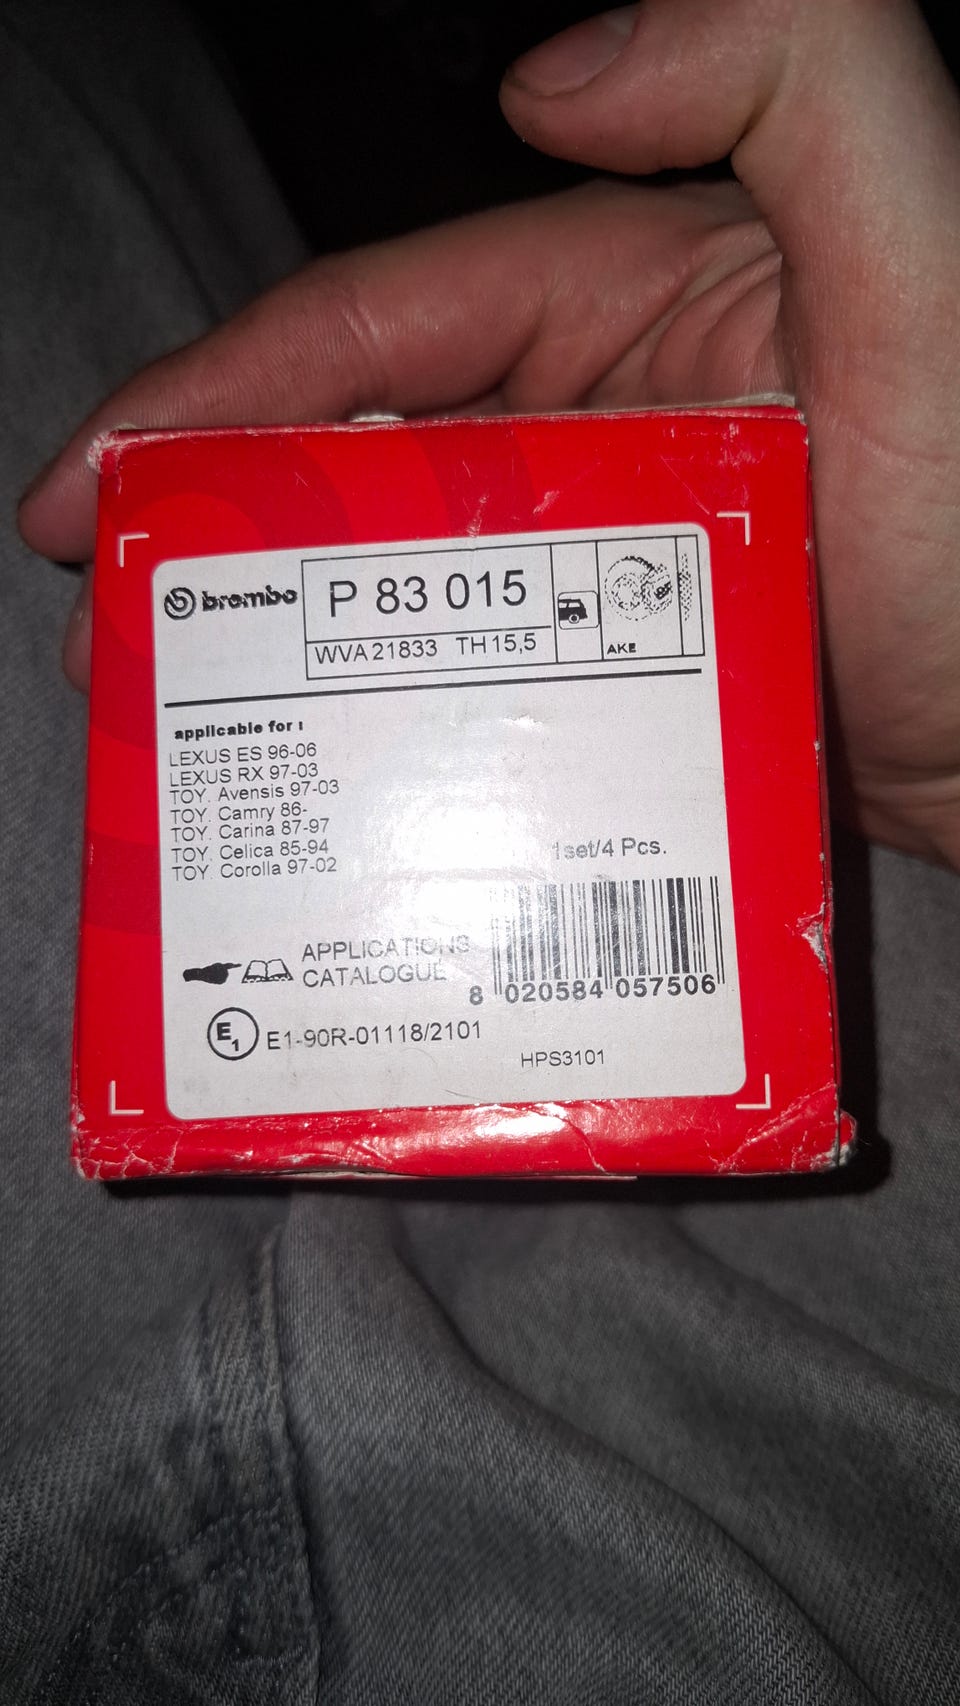 brembo
P 83 015
WVA 21833 TH 15,5
AKE
applicable for :
LEXUS ES 96-06
LEXUS RX 97-03
TOY. Avensis 97-03
TOY. Camry 86-
TOY. Carina 87-97
TOY. Celica 85-94
TOY. Corolla 97-02
1set/4 Pcs.
APPLICATIONS
CATALOGUE
8 020584 057506
E1
E1-90R-01118/2101
HPS3101